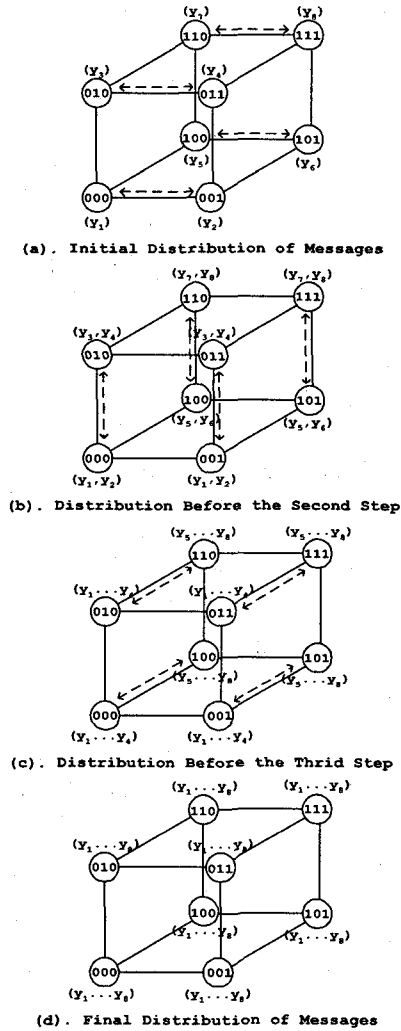 (y₇) (y₈)
110 111
(y₃) (y₄)
010 011
100 101
(y₅) (y₆)
000 001
(y₁) (y₂)
(a). Initial Distribution of Messages
(y₇,y₈) (y₇,y₈)
110 111
(y₃,y₄) (y₃,y₄)
010 011
100 101
(y₅,y₆) (y₅,y₆)
000 001
(y₁,y₂) (y₁,y₂)
(b). Distribution Before the Second Step
(y₅...y₈) (y₅...y₈)
110 111
(y₁...y₄) (y₁...y₄)
010 011
100 101
(y₅...y₈) (y₅...y₈)
000 001
(y₁...y₄) (y₁...y₄)
(c). Distribution Before the Thrid Step
(y₁...y₈) (y₁...y₈)
110 111
(y₁...y₈) (y₁...y₈)
010 011
100 101
(y₁...y₈) (y₁...y₈)
000 001
(y₁...y₈) (y₁...y₈)
(d). Final Distribution of Messages